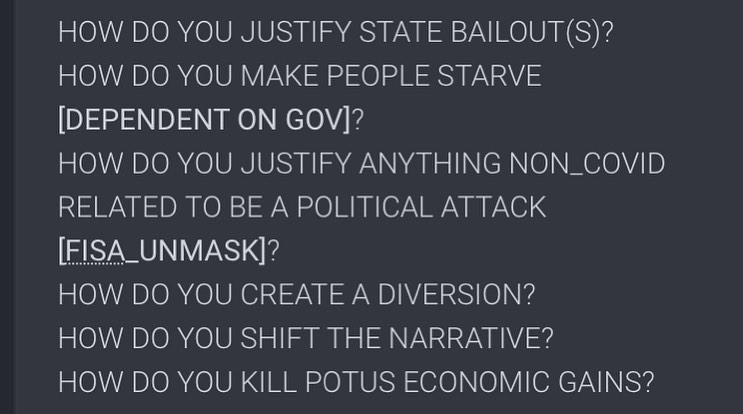 HOW DO YOU JUSTIFY STATE BAILOUT(S)?
HOW DO YOU MAKE PEOPLE STARVE
[DEPENDENT ON GOV]?
HOW DO YOU JUSTIFY ANYTHING NON_COVID
RELATED TO BE A POLITICAL ATTACK
[FISA_UNMASK]?
HOW DO YOU CREATE A DIVERSION?
HOW DO YOU SHIFT THE NARRATIVE?
HOW DO YOU KILL POTUS ECONOMIC GAINS?